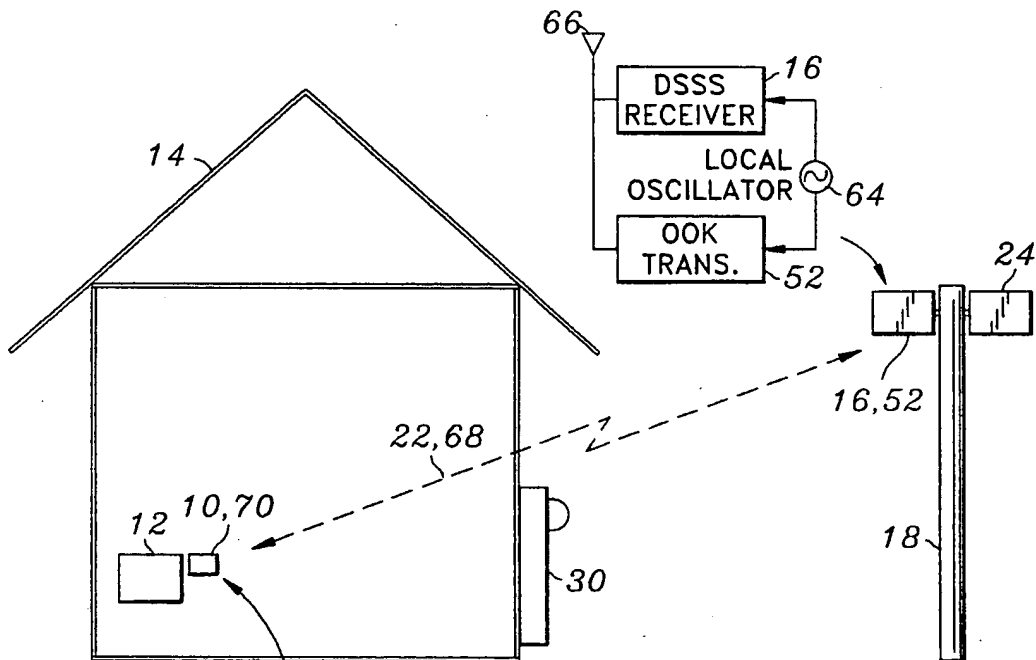 66
16
DSSS
RECEIVER
14
LOCAL
OSCILLATOR
64
OOK
TRANS.
52
24
16,52
22,68
10,70
12
18
30